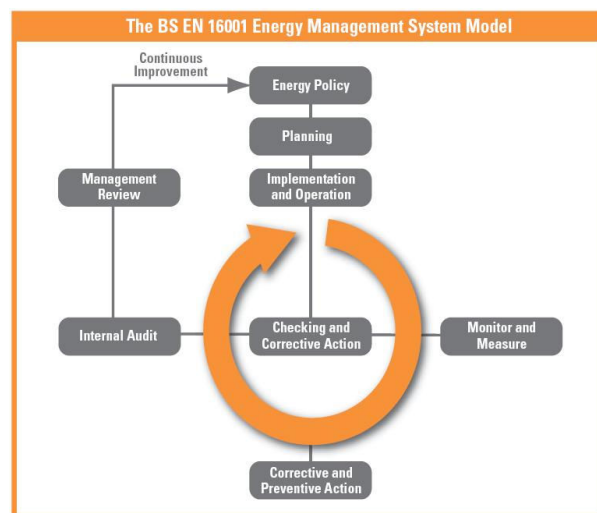 The BS EN 16001 Energy Management System Model
Continuous
Improvement
Energy Policy
Planning
Management
Review
Implementation
and Operation
Internal Audit
Checking and
Corrective Action
Monitor and
Measure
Corrective and
Preventive Action